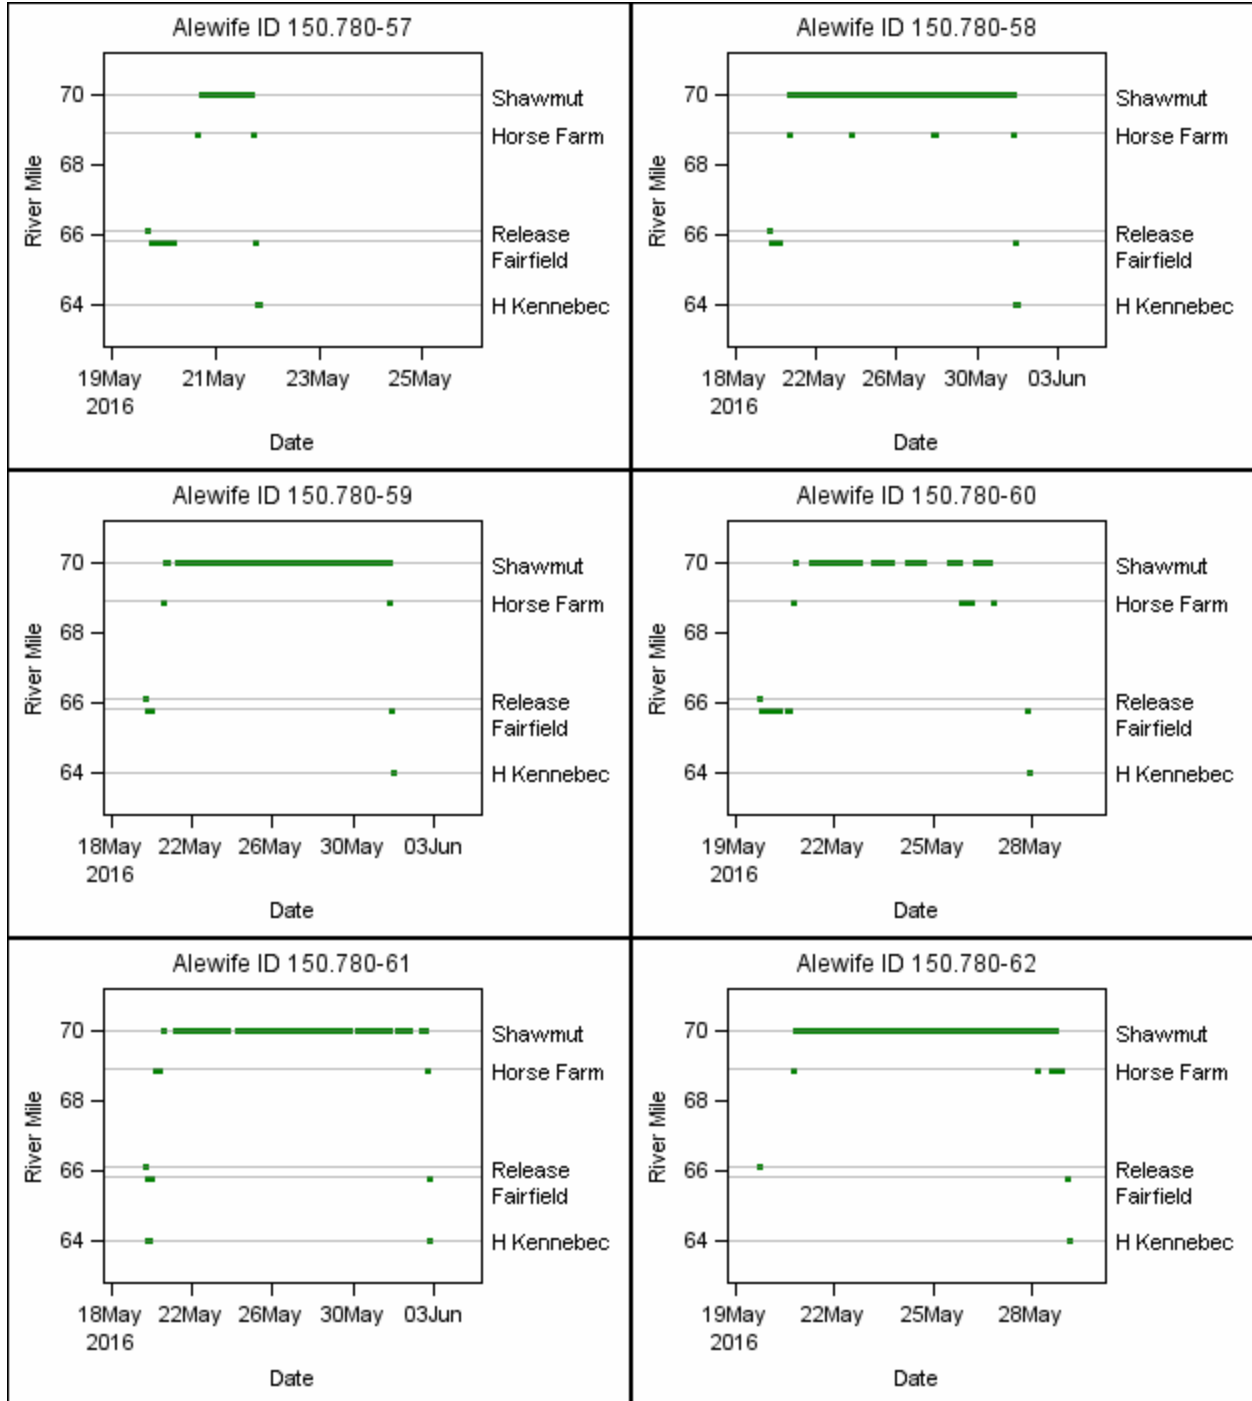 Alewife ID 150.780-57
70
68
66
64
River Mile
Shawmut
Horse Farm
Release
Fairfield
H Kennebec
19May 21May 23May 25May
2016
Date
Alewife ID 150.780-58
70
68
66
64
River Mile
Shawmut
Horse Farm
Release
Fairfield
H Kennebec
18May 22May 26May 30May 03Jun
2016
Date
Alewife ID 150.780-59
70
68
66
64
River Mile
Shawmut
Horse Farm
Release
Fairfield
H Kennebec
18May 22May 26May 30May 03Jun
2016
Date
Alewife ID 150.780-60
70
68
66
64
River Mile
Shawmut
Horse Farm
Release
Fairfield
H Kennebec
19May 22May 25May 28May
2016
Date
Alewife ID 150.780-61
70
68
66
64
River Mile
Shawmut
Horse Farm
Release
Fairfield
H Kennebec
18May 22May 26May 30May 03Jun
2016
Date
Alewife ID 150.780-62
70
68
66
64
River Mile
Shawmut
Horse Farm
Release
Fairfield
H Kennebec
19May 22May 25May 28May
2016
Date